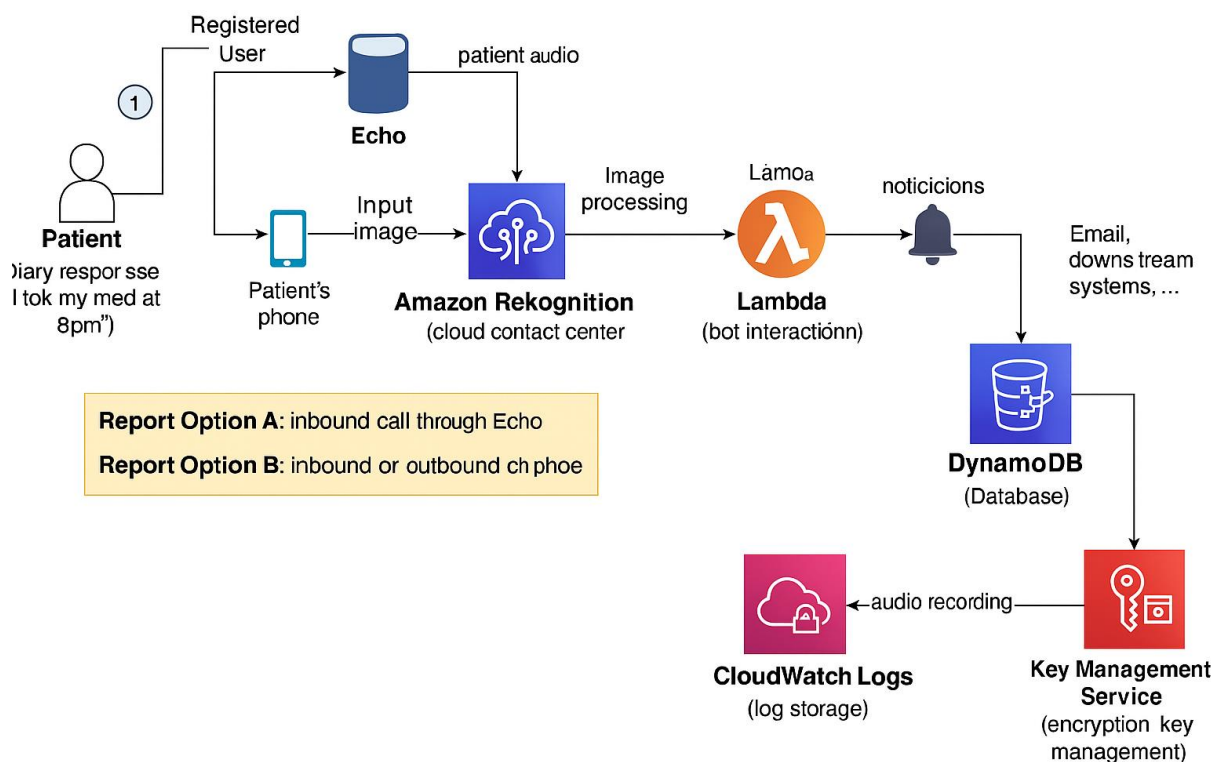 Registered
User
1
Patient
Diary respor sse
I tok my med at
8pm”)
Echo
patient audio
Patient's
phone
Input
image
Amazon Rekognition
(cloud contact center
Image
processing
Lămoa
Lambda
(bot interactiónn)
noticicions
Email,
downs tream
systems, ...
Report Option A: inbound call through Echo
Report Option B: inbound or outbound ch phoe
DynamoDB
(Database)
audio recording
CloudWatch Logs
(log storage)
Key Management
Service
(encryption key
management)